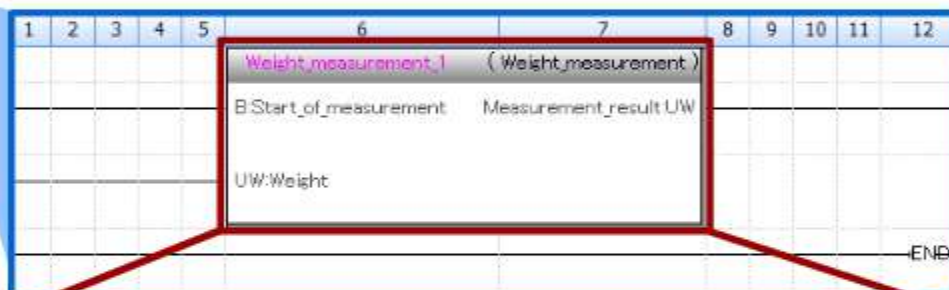 1 2 3 4 5 6 7 8 9 10 11 12
Weight_measurement_1 (Weight_measurement)
B:Start_of_measurement Measurement_result:UW
UW:Weight
END